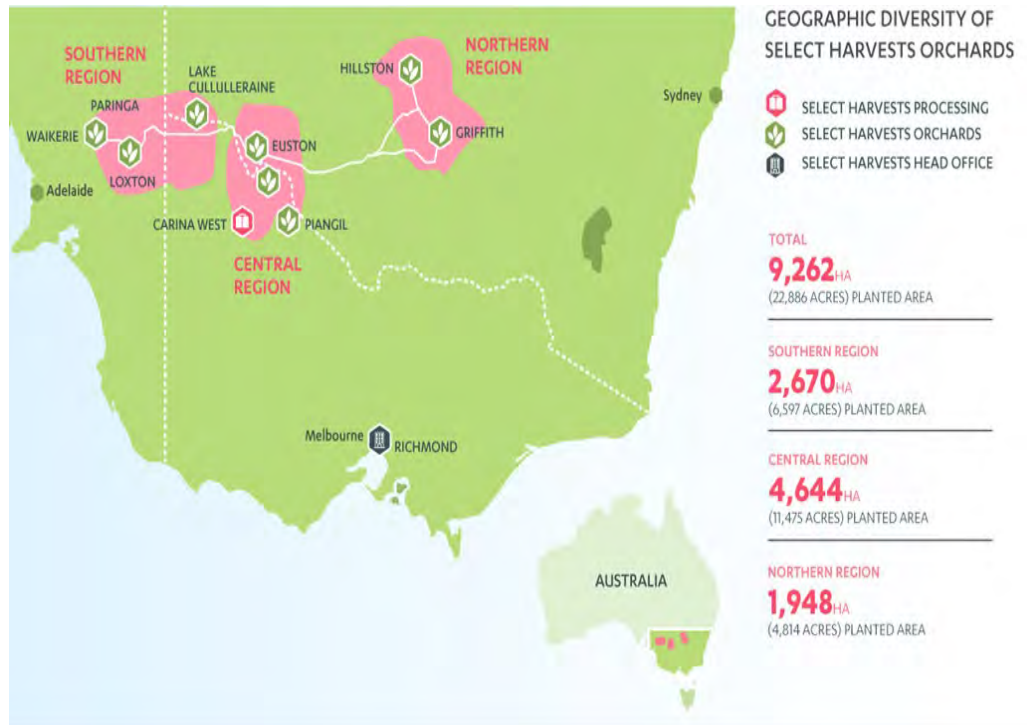 GEOGRAPHIC DIVERSITY OF
SELECT HARVESTS ORCHARDS
SELECT HARVESTS PROCESSING
SELECT HARVESTS ORCHARDS
SELECT HARVESTS HEAD OFFICE
TOTAL
9,262HA
(22,886 ACRES) PLANTED AREA
SOUTHERN REGION
2,670HA
(6,597 ACRES) PLANTED AREA
CENTRAL REGION
4,644HA
(11,475 ACRES) PLANTED AREA
NORTHERN REGION
1,948HA
(4,814 ACRES) PLANTED AREA
SOUTHERN
REGION
LAKE
CULLULLERAINE
PARINGA
WAIKERIE
LOXTON
Adelaide
NORTHERN
REGION
HILLSTON
GRIFFITH
Sydney
EUSTON
CARINA WEST
PIANGIL
CENTRAL
REGION
Melbourne
RICHMOND
AUSTRALIA